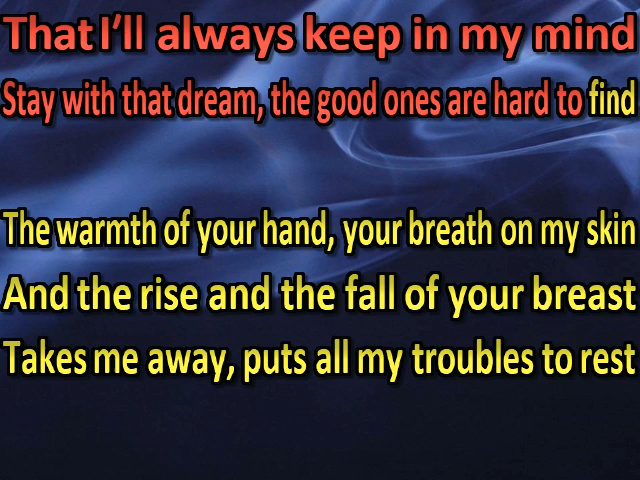 That I'll always keep in my mind
Stay with that dream, the good ones are hard to find
The warmth of your hand, your breath on my skin
And the rise and the fall of your breast
Takes me away, puts all my troubles to rest